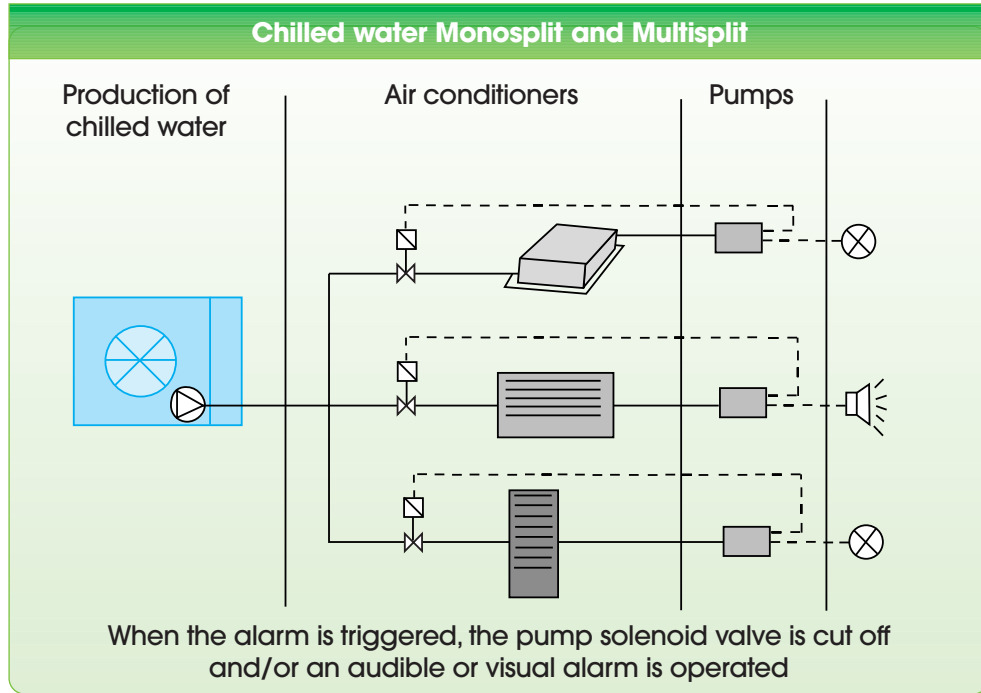 Chilled water Monosplit and Multisplit
Production of
chilled water
Air conditioners
Pumps
When the alarm is triggered, the pump solenoid valve is cut off
and/or an audible or visual alarm is operated